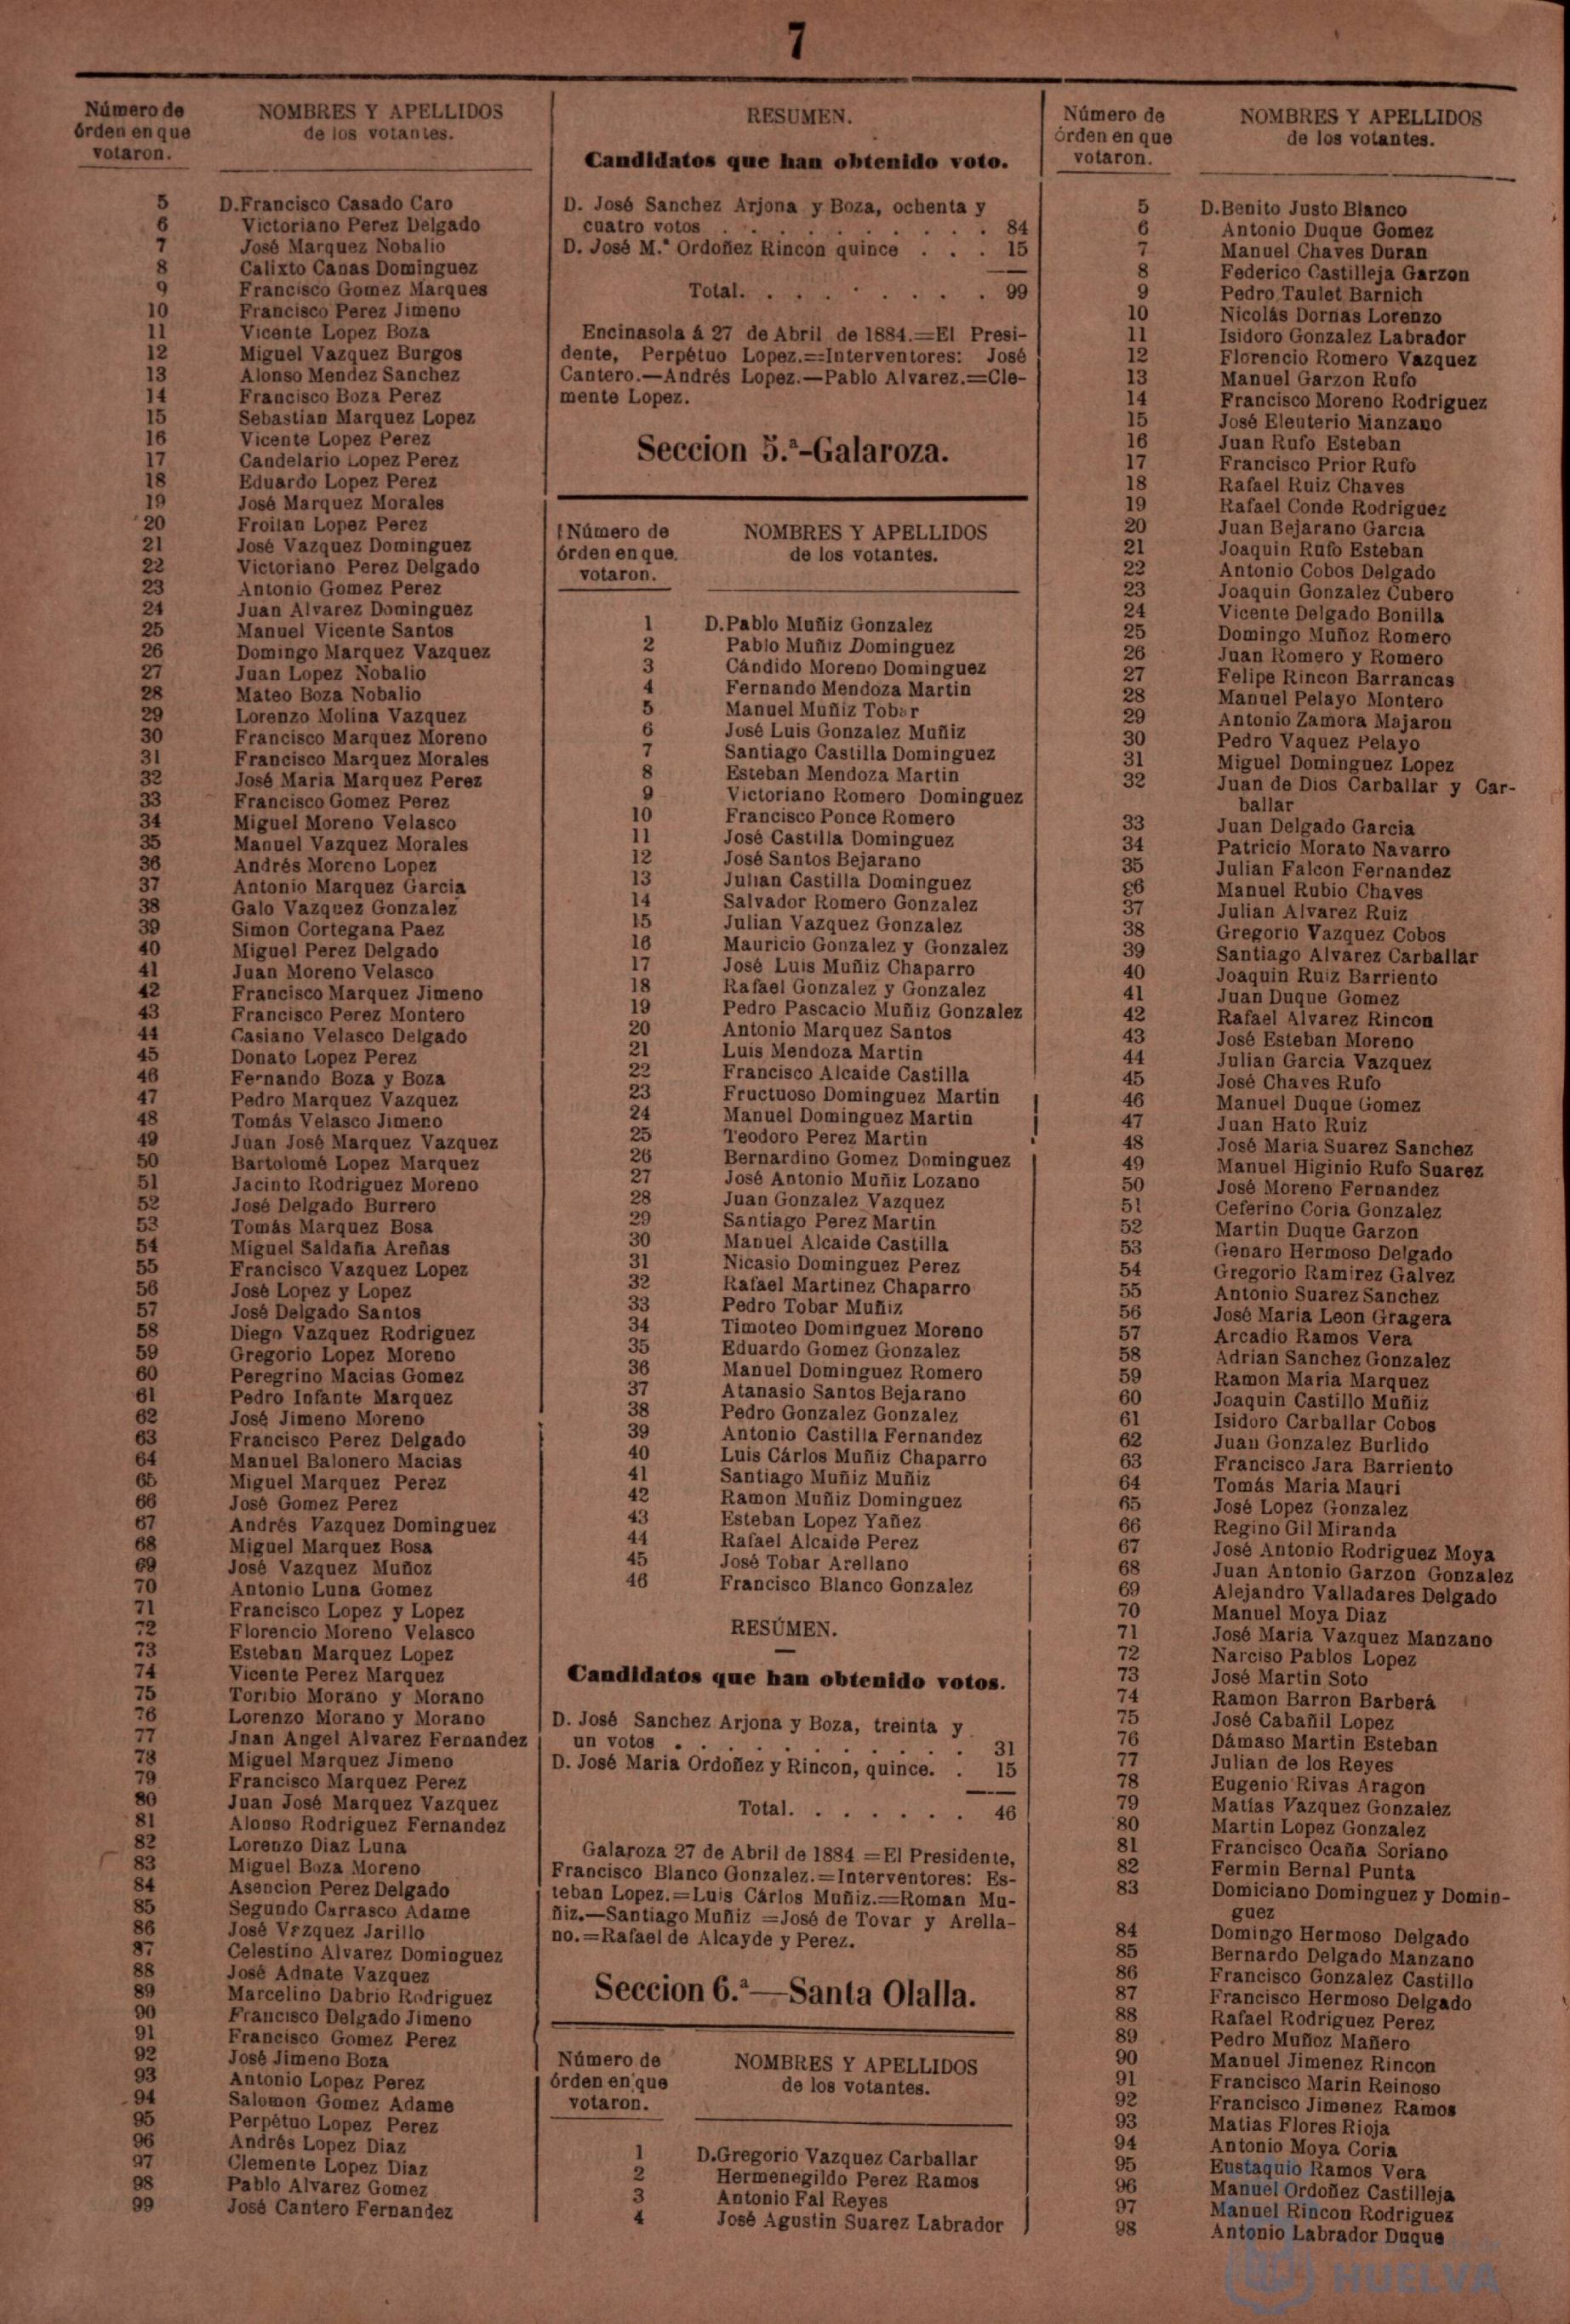 7
Número de
órden en que
votaron.
NOMBRES Y APELLIDOS
de los votantes.
5 D.Francisco Casado Caro
6 Victoriano Perez Delgado
7 José Marquez Nobalio
8 Calixto Canas Dominguez
9 Francisco Gomez Marques
10 Francisco Perez Jimeno
11 Vicente Lopez Boza
12 Miguel Vazquez Burgos
13 Alonso Mendez Sanchez
14 Francisco Boza Perez
15 Sebastian Marquez Lopez
16 Vicente Lopez Perez
17 Candelario Lopez Perez
18 Eduardo Lopez Perez
19 José Marquez Morales
20 Froilan Lopez Perez
21 José Vazquez Dominguez
22 Victoriano Perez Delgado
23 Antonio Gomez Perez
24 Juan Alvarez Dominguez
25 Manuel Vicente Santos
26 Domingo Marquez Vazquez
27 Juan Lopez Nobalio
28 Mateo Boza Nobalio
29 Lorenzo Molina Vazquez
30 Francisco Marquez Moreno
31 Francisco Marquez Morales
32 José Maria Marquez Perez
33 Francisco Gomez Perez
34 Miguel Moreno Velasco
35 Manuel Vazquez Morales
36 Andrés Moreno Lopez
37 Antonio Marquez Garcia
38 Galo Vazquez Gonzalez
39 Simon Cortegana Paez
40 Miguel Perez Delgado
41 Juan Moreno Velasco
42 Francisco Marquez Jimeno
43 Francisco Perez Montero
44 Casiano Velasco Delgado
45 Donato Lopez Perez
46 Fernando Boza y Boza
47 Pedro Marquez Vazquez
48 Tomás Velasco Jimeno
49 Juan José Marquez Vazquez
50 Bartolomé Lopez Marquez
51 Jacinto Rodriguez Moreno
52 José Delgado Burrero
53 Tomás Marquez Bosa
54 Miguel Saldaña Areñas
55 Francisco Vazquez Lopez
56 José Lopez y Lopez
57 José Delgado Santos
58 Diego Vazquez Rodriguez
59 Gregorio Lopez Moreno
60 Peregrino Macias Gomez
61 Pedro Infante Marquez
62 José Jimeno Moreno
63 Francisco Perez Delgado
64 Manuel Balonero Macias
65 Miguel Marquez Perez
66 José Gomez Perez
67 Andrés Vazquez Dominguez
68 Miguel Marquez Bosa
69 José Vazquez Muñoz
70 Antonio Luna Gomez
71 Francisco Lopez y Lopez
72 Florencio Moreno Velasco
73 Esteban Marquez Lopez
74 Vicente Perez Marquez
75 Toribio Morano y Morano
76 Lorenzo Morano y Morano
77 Jnan Angel Alvarez Fernandez
78 Miguel Marquez Jimeno
79 Francisco Marquez Perez
80 Juan José Marquez Vazquez
81 Alonso Rodriguez Fernandez
82 Lorenzo Diaz Luna
83 Miguel Boza Moreno
84 Asencion Perez Delgado
85 Segundo Carrasco Adame
86 José Vazquez Jarillo
87 Celestino Alvarez Dominguez
88 José Adnate Vazquez
89 Marcelino Dabrio Rodriguez
90 Francisco Delgado Jimeno
91 Francisco Gomez Perez
92 José Jimeno Boza
93 Antonio Lopez Perez
94 Salomon Gomez Adame
95 Perpétuo Lopez Perez
96 Andrés Lopez Diaz
97 Clemente Lopez Diaz
98 Pablo Alvarez Gomez
99 José Cantero Fernandez
RESUMEN.
Candidatos que han obtenido voto.
D. José Sanchez Arjona y Boza, ochenta y
cuatro votos . . . . . . . . . 84
D. José M.ª Ordoñez Rincon quince . . . 15
Total. . . . . . . . . 99
Encinasola á 27 de Abril de 1884.=El Presi-
dente, Perpétuo Lopez.==Interventores: José
Cantero.—Andrés Lopez.—Pablo Alvarez.=Cle-
mente Lopez.
Seccion 5.ª-Galaroza.
Número de
órden en que
votaron.
NOMBRES Y APELLIDOS
de los votantes.
1 D.Pablo Muñiz Gonzalez
2 Pablo Muñiz Dominguez
3 Cándido Moreno Dominguez
4 Fernando Mendoza Martin
5 Manuel Muñiz Tobar
6 José Luis Gonzalez Muñiz
7 Santiago Castilla Dominguez
8 Esteban Mendoza Martin
9 Victoriano Romero Dominguez
10 Francisco Ponce Romero
11 José Castilla Dominguez
12 José Santos Bejarano
13 Julian Castilla Dominguez
14 Salvador Romero Gonzalez
15 Julian Vazquez Gonzalez
16 Mauricio Gonzalez y Gonzalez
17 José Luis Muñiz Chaparro
18 Rafael Gonzalez y Gonzalez
19 Pedro Pascacio Muñiz Gonzalez
20 Antonio Marquez Santos
21 Luis Mendoza Martin
22 Francisco Alcaide Castilla
23 Fructuoso Dominguez Martin
24 Manuel Dominguez Martin
25 Teodoro Perez Martin
26 Bernardino Gomez Dominguez
27 José Antonio Muñiz Lozano
28 Juan Gonzalez Vazquez
29 Santiago Perez Martin
30 Manuel Alcaide Castilla
31 Nicasio Dominguez Perez
32 Rafael Martinez Chaparro
33 Pedro Tobar Muñiz
34 Timoteo Dominguez Moreno
35 Eduardo Gomez Gonzalez
36 Manuel Dominguez Romero
37 Atanasio Santos Bejarano
38 Pedro Gonzalez Gonzalez
39 Antonio Castilla Fernandez
40 Luis Cárlos Muñiz Chaparro
41 Santiago Muñiz Muñiz
42 Ramon Muñiz Dominguez
43 Esteban Lopez Yañez
44 Rafael Alcaide Perez
45 José Tobar Arellano
46 Francisco Blanco Gonzalez
RESÚMEN.
Candidatos que han obtenido votos.
D. José Sanchez Arjona y Boza, treinta y
un votos . . . . . . . . 31
D. José Maria Ordoñez y Rincon, quince. . 15
Total. . . . . . . 46
Galaroza 27 de Abril de 1884 =El Presidente,
Francisco Blanco Gonzalez.=Interventores: Es-
teban Lopez.=Luis Cárlos Muñiz.=Roman Mu-
ñiz.—Santiago Muñiz =José de Tovar y Arella-
no.=Rafael de Alcayde y Perez.
Seccion 6.ª—Santa Olalla.
Número de
órden en que
votaron.
NOMBRES Y APELLIDOS
de los votantes.
1 D.Gregorio Vazquez Carballar
2 Hermenegildo Perez Ramos
3 Antonio Fal Reyes
4 José Agustin Suarez Labrador
Número de
órden en que
votaron.
NOMBRES Y APELLIDOS
de los votantes.
5 D.Benito Justo Blanco
6 Antonio Duque Gomez
7 Manuel Chaves Duran
8 Federico Castilleja Garzon
9 Pedro Taulet Barnich
10 Nicolás Dornas Lorenzo
11 Isidoro Gonzalez Labrador
12 Florencio Romero Vazquez
13 Manuel Garzon Rufo
14 Francisco Moreno Rodriguez
15 José Eleuterio Manzano
16 Juan Rufo Esteban
17 Francisco Prior Rufo
18 Rafael Ruiz Chaves
19 Rafael Conde Rodriguez
20 Juan Bejarano Garcia
21 Joaquin Rufo Esteban
22 Antonio Cobos Delgado
23 Joaquin Gonzalez Cubero
24 Vicente Delgado Bonilla
25 Domingo Muñoz Romero
26 Juan Romero y Romero
27 Felipe Rincon Barrancas
28 Manuel Pelayo Montero
29 Antonio Zamora Majaron
30 Pedro Vaquez Pelayo
31 Miguel Dominguez Lopez
32 Juan de Dios Carballar y Car-
ballar
33 Juan Delgado Garcia
34 Patricio Morato Navarro
35 Julian Falcon Fernandez
36 Manuel Rubio Chaves
37 Julian Alvarez Ruiz
38 Gregorio Vazquez Cobos
39 Santiago Alvarez Carballar
40 Joaquin Ruiz Barriento
41 Juan Duque Gomez
42 Rafael Alvarez Rincon
43 José Esteban Moreno
44 Julian Garcia Vazquez
45 José Chaves Rufo
46 Manuel Duque Gomez
47 Juan Hato Ruiz
48 José Maria Suarez Sanchez
49 Manuel Higinio Rufo Suarez
50 José Moreno Fernandez
51 Ceferino Coria Gonzalez
52 Martin Duque Garzon
53 Genaro Hermoso Delgado
54 Gregorio Ramirez Galvez
55 Antonio Suarez Sanchez
56 José Maria Leon Gragera
57 Arcadio Ramos Vera
58 Adrian Sanchez Gonzalez
59 Ramon Maria Marquez
60 Joaquin Castillo Muñiz
61 Isidoro Carballar Cobos
62 Juan Gonzalez Burlido
63 Francisco Jara Barriento
64 Tomás Maria Mauri
65 José Lopez Gonzalez
66 Regino Gil Miranda
67 José Antonio Rodriguez Moya
68 Juan Antonio Garzon Gonzalez
69 Alejandro Valladares Delgado
70 Manuel Moya Diaz
71 José Maria Vazquez Manzano
72 Narciso Pablos Lopez
73 José Martin Soto
74 Ramon Barron Barberá
75 José Cabañil Lopez
76 Dámaso Martin Esteban
77 Julian de los Reyes
78 Eugenio Rivas Aragon
79 Matias Vazquez Gonzalez
80 Martin Lopez Gonzalez
81 Francisco Ocaña Soriano
82 Fermin Bernal Punta
83 Domiciano Dominguez y Domin-
guez
84 Domingo Hermoso Delgado
85 Bernardo Delgado Manzano
86 Francisco Gonzalez Castillo
87 Francisco Hermoso Delgado
88 Rafael Rodriguez Perez
89 Pedro Muñoz Mañero
90 Manuel Jimenez Rincon
91 Francisco Marin Reinoso
92 Francisco Jimenez Ramos
93 Matias Flores Rioja
94 Antonio Moya Coria
95 Eustaquio Ramos Vera
96 Manuel Ordoñez Castilleja
97 Manuel Rincon Rodriguez
98 Antonio Labrador Duque
HUELVA